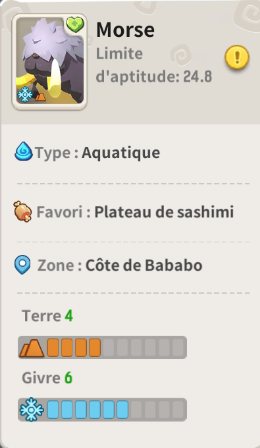 Morse
Limite
d'aptitude: 24.8
Type : Aquatique
Favori : Plateau de sashimi
Zone : Côte de Bababo
Terre 4
Givre 6